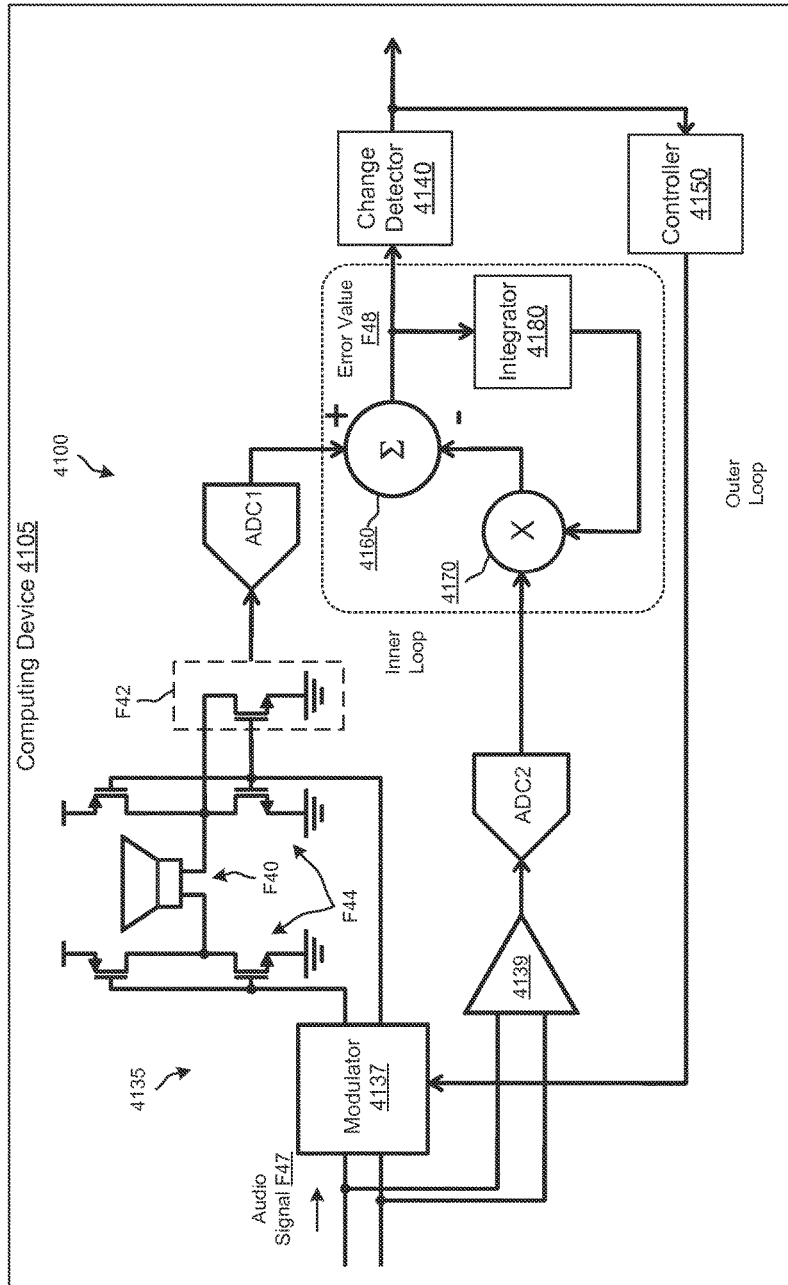 Computing Device 4105
4100
4135
Audio
Signal F47
Modulator
4137
F40
F44
F42
ADC1
4139
ADC2
Inner
Loop
4160
Σ
+
-
4170
X
Error Value
F48
Integrator
4180
Change
Detector
4140
Controller
4150
Outer
Loop